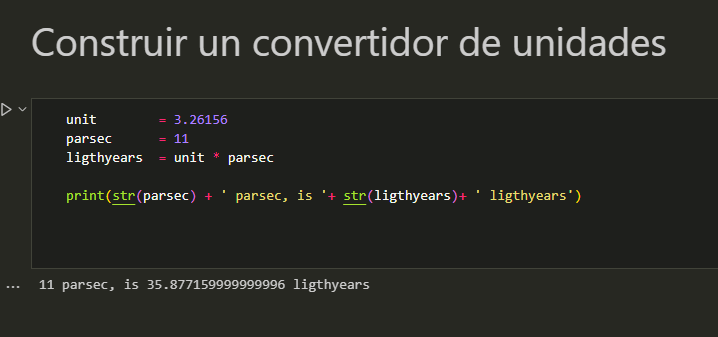 Construir un convertidor de unidades
unit = 3.26156
parsec = 11
ligthyears = unit * parsec
print(str(parsec) + ' parsec, is '+ str(ligthyears)+ ' ligthyears')
... 11 parsec, is 35.877159999999996 ligthyears